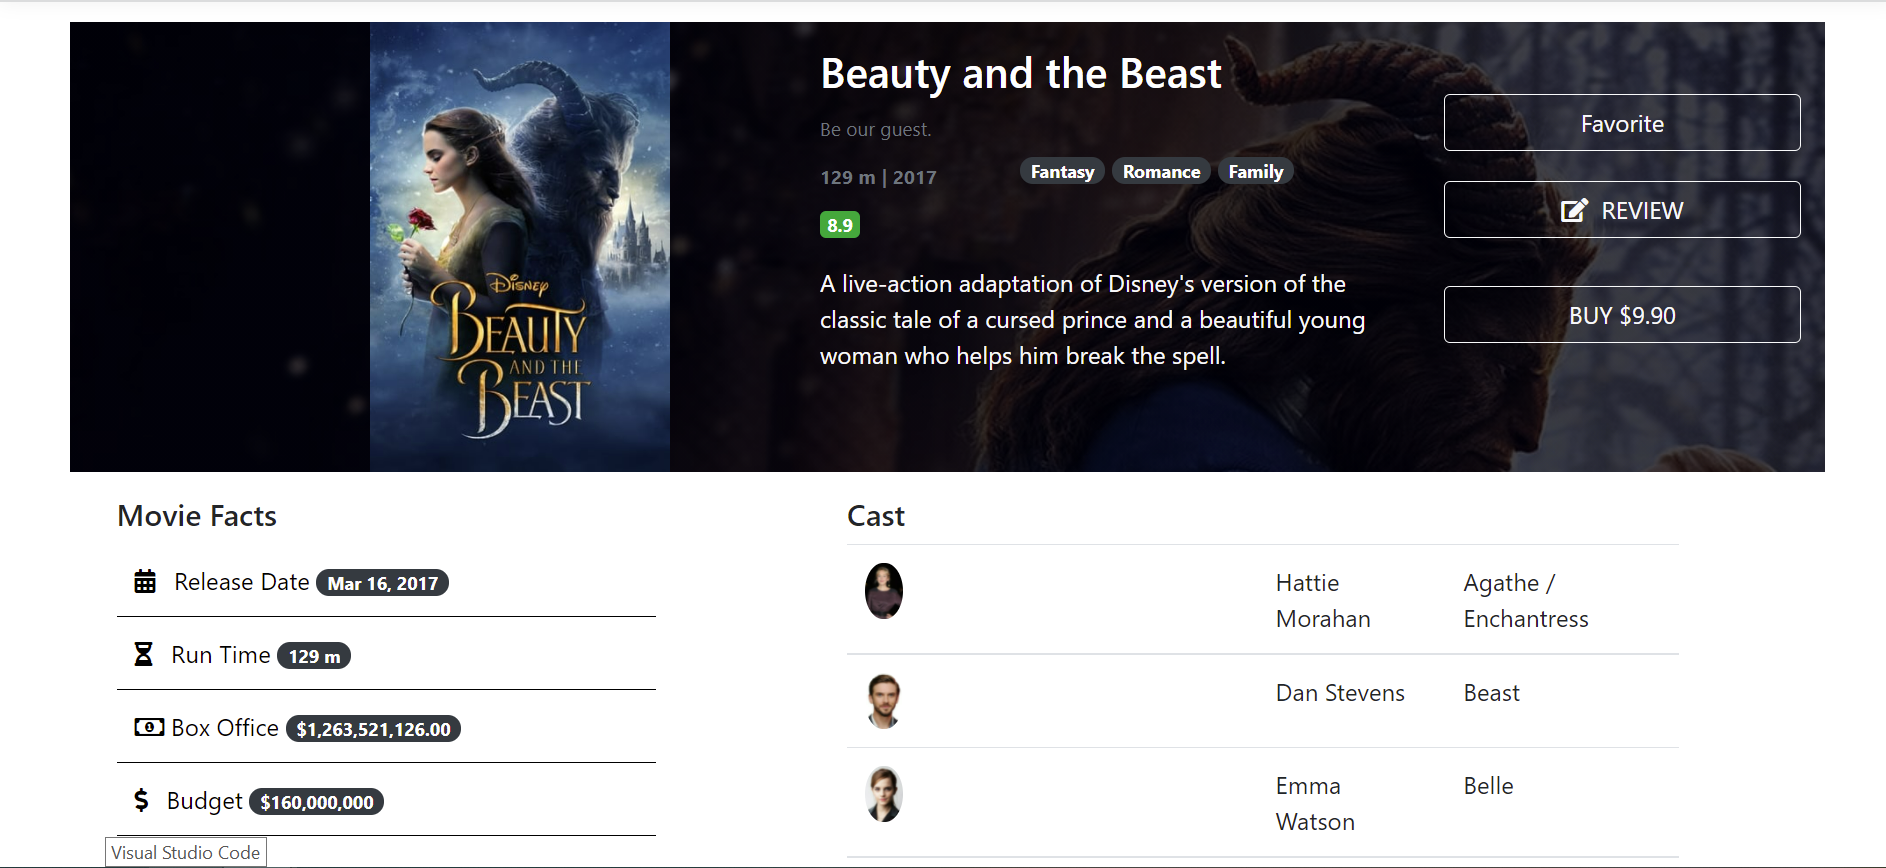 Disney
BEAUTY
AND THE
BEAST
Beauty and the Beast
Be our guest.
129 m | 2017
Fantasy Romance Family
8.9
A live-action adaptation of Disney's version of the
classic tale of a cursed prince and a beautiful young
woman who helps him break the spell.
Favorite
REVIEW
BUY $9.90
Movie Facts
Release Date Mar 16, 2017
Run Time 129 m
Box Office $1,263,521,126.00
$ Budget $160,000,000
Visual Studio Code
Cast
Hattie
Morahan
Agathe /
Enchantress
Dan Stevens
Beast
Emma
Watson
Belle